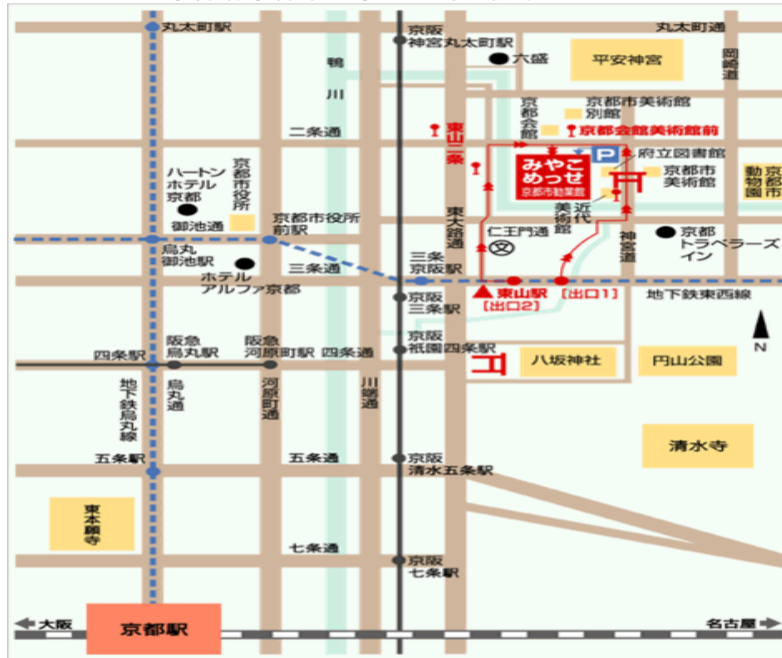 丸太町駅
京阪
神宮丸太町駅
丸太町通
六盛
平安神宮
岡崎道
鴨
川
京都会館
京都市美術館
別館
二条通
東山二条
京都会館美術館前
ハートン
ホテル
京都
京都市役所
みやこ
めっせ
京都市勧業館
P
府立図書館
京都市
美術館
近代
美術館
京都市
動物園
御池通
京都市役所
前駅
東大路通
仁王門通
文
神宮道
京都
トラベラーズ
イン
烏丸
御池駅
三条通
三条
京阪駅
ホテル
アルファ京都
京阪
三条駅
東山駅
[出口2]
[出口1]
地下鉄東西線
N
四条駅
阪急
烏丸駅
阪急
河原町駅
四条通
京阪
祇園四条駅
八坂神社
円山公園
地下鉄烏丸線
烏丸通
河原町通
川端通
清水寺
五条駅
五条通
京阪
清水五条駅
東本願寺
七条通
京阪
七条駅
大阪
京都駅
名古屋